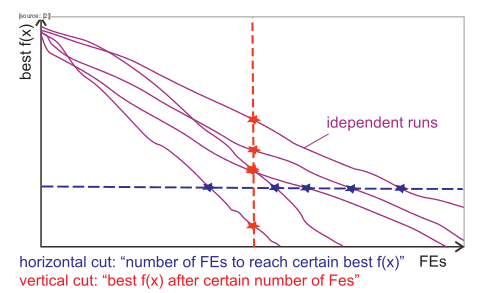 [source: [2]]
best f(x)
idependent runs
horizontal cut: “number of FEs to reach certain best f(x)”
FEs
vertical cut: “best f(x) after certain number of Fes”